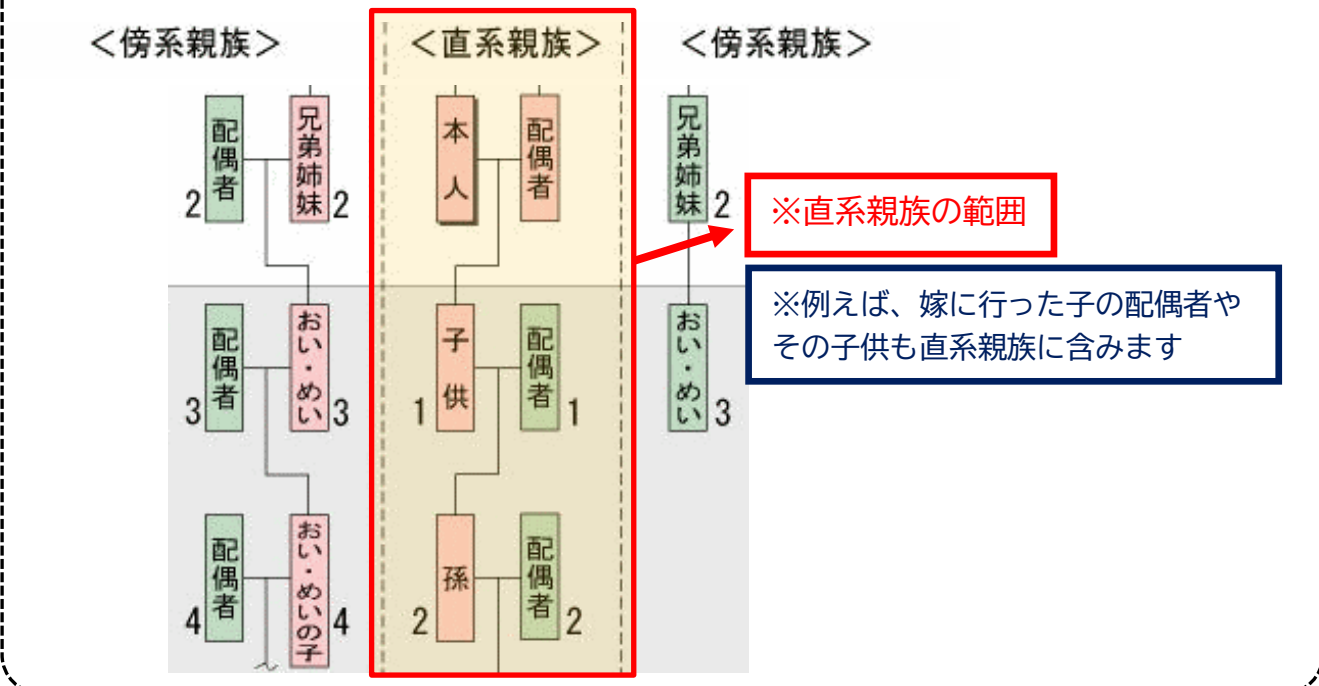 ＜傍系親族＞ ＜直系親族＞ ＜傍系親族＞
配偶者 2
兄弟姉妹 2
本人
配偶者
兄弟姉妹 2
※直系親族の範囲
※例えば、嫁に行った子の配偶者や
その子供も直系親族に含みます
配偶者 3
おい・めい 3
子供 1
配偶者 1
おい・めい 3
配偶者 4
おい・めいの子 4
孫 2
配偶者 2